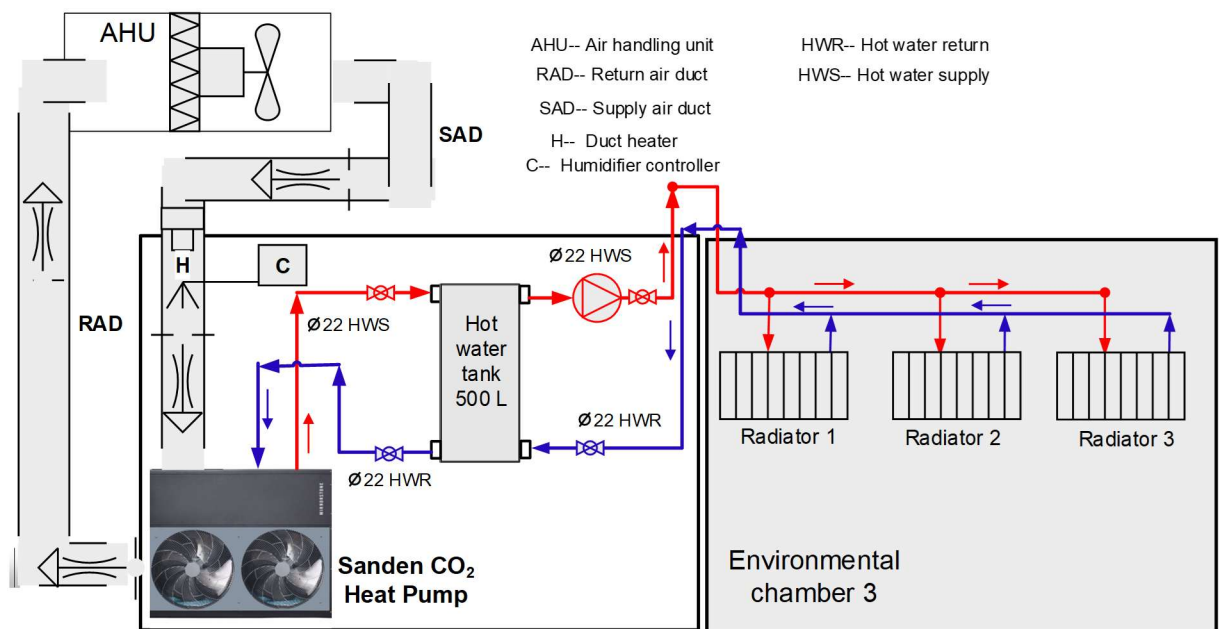 AHU
AHU-- Air handling unit
HWR-- Hot water return
RAD-- Return air duct
HWS-- Hot water supply
SAD-- Supply air duct
H-- Duct heater
C-- Humidifier controller
SAD
H
C
RAD
Ø22 HWS
Ø22 HWS
Hot
water
tank
500 L
Ø22 HWR
Ø22 HWR
Radiator 1
Radiator 2
Radiator 3
Sanden CO₂
Heat Pump
Environmental
chamber 3